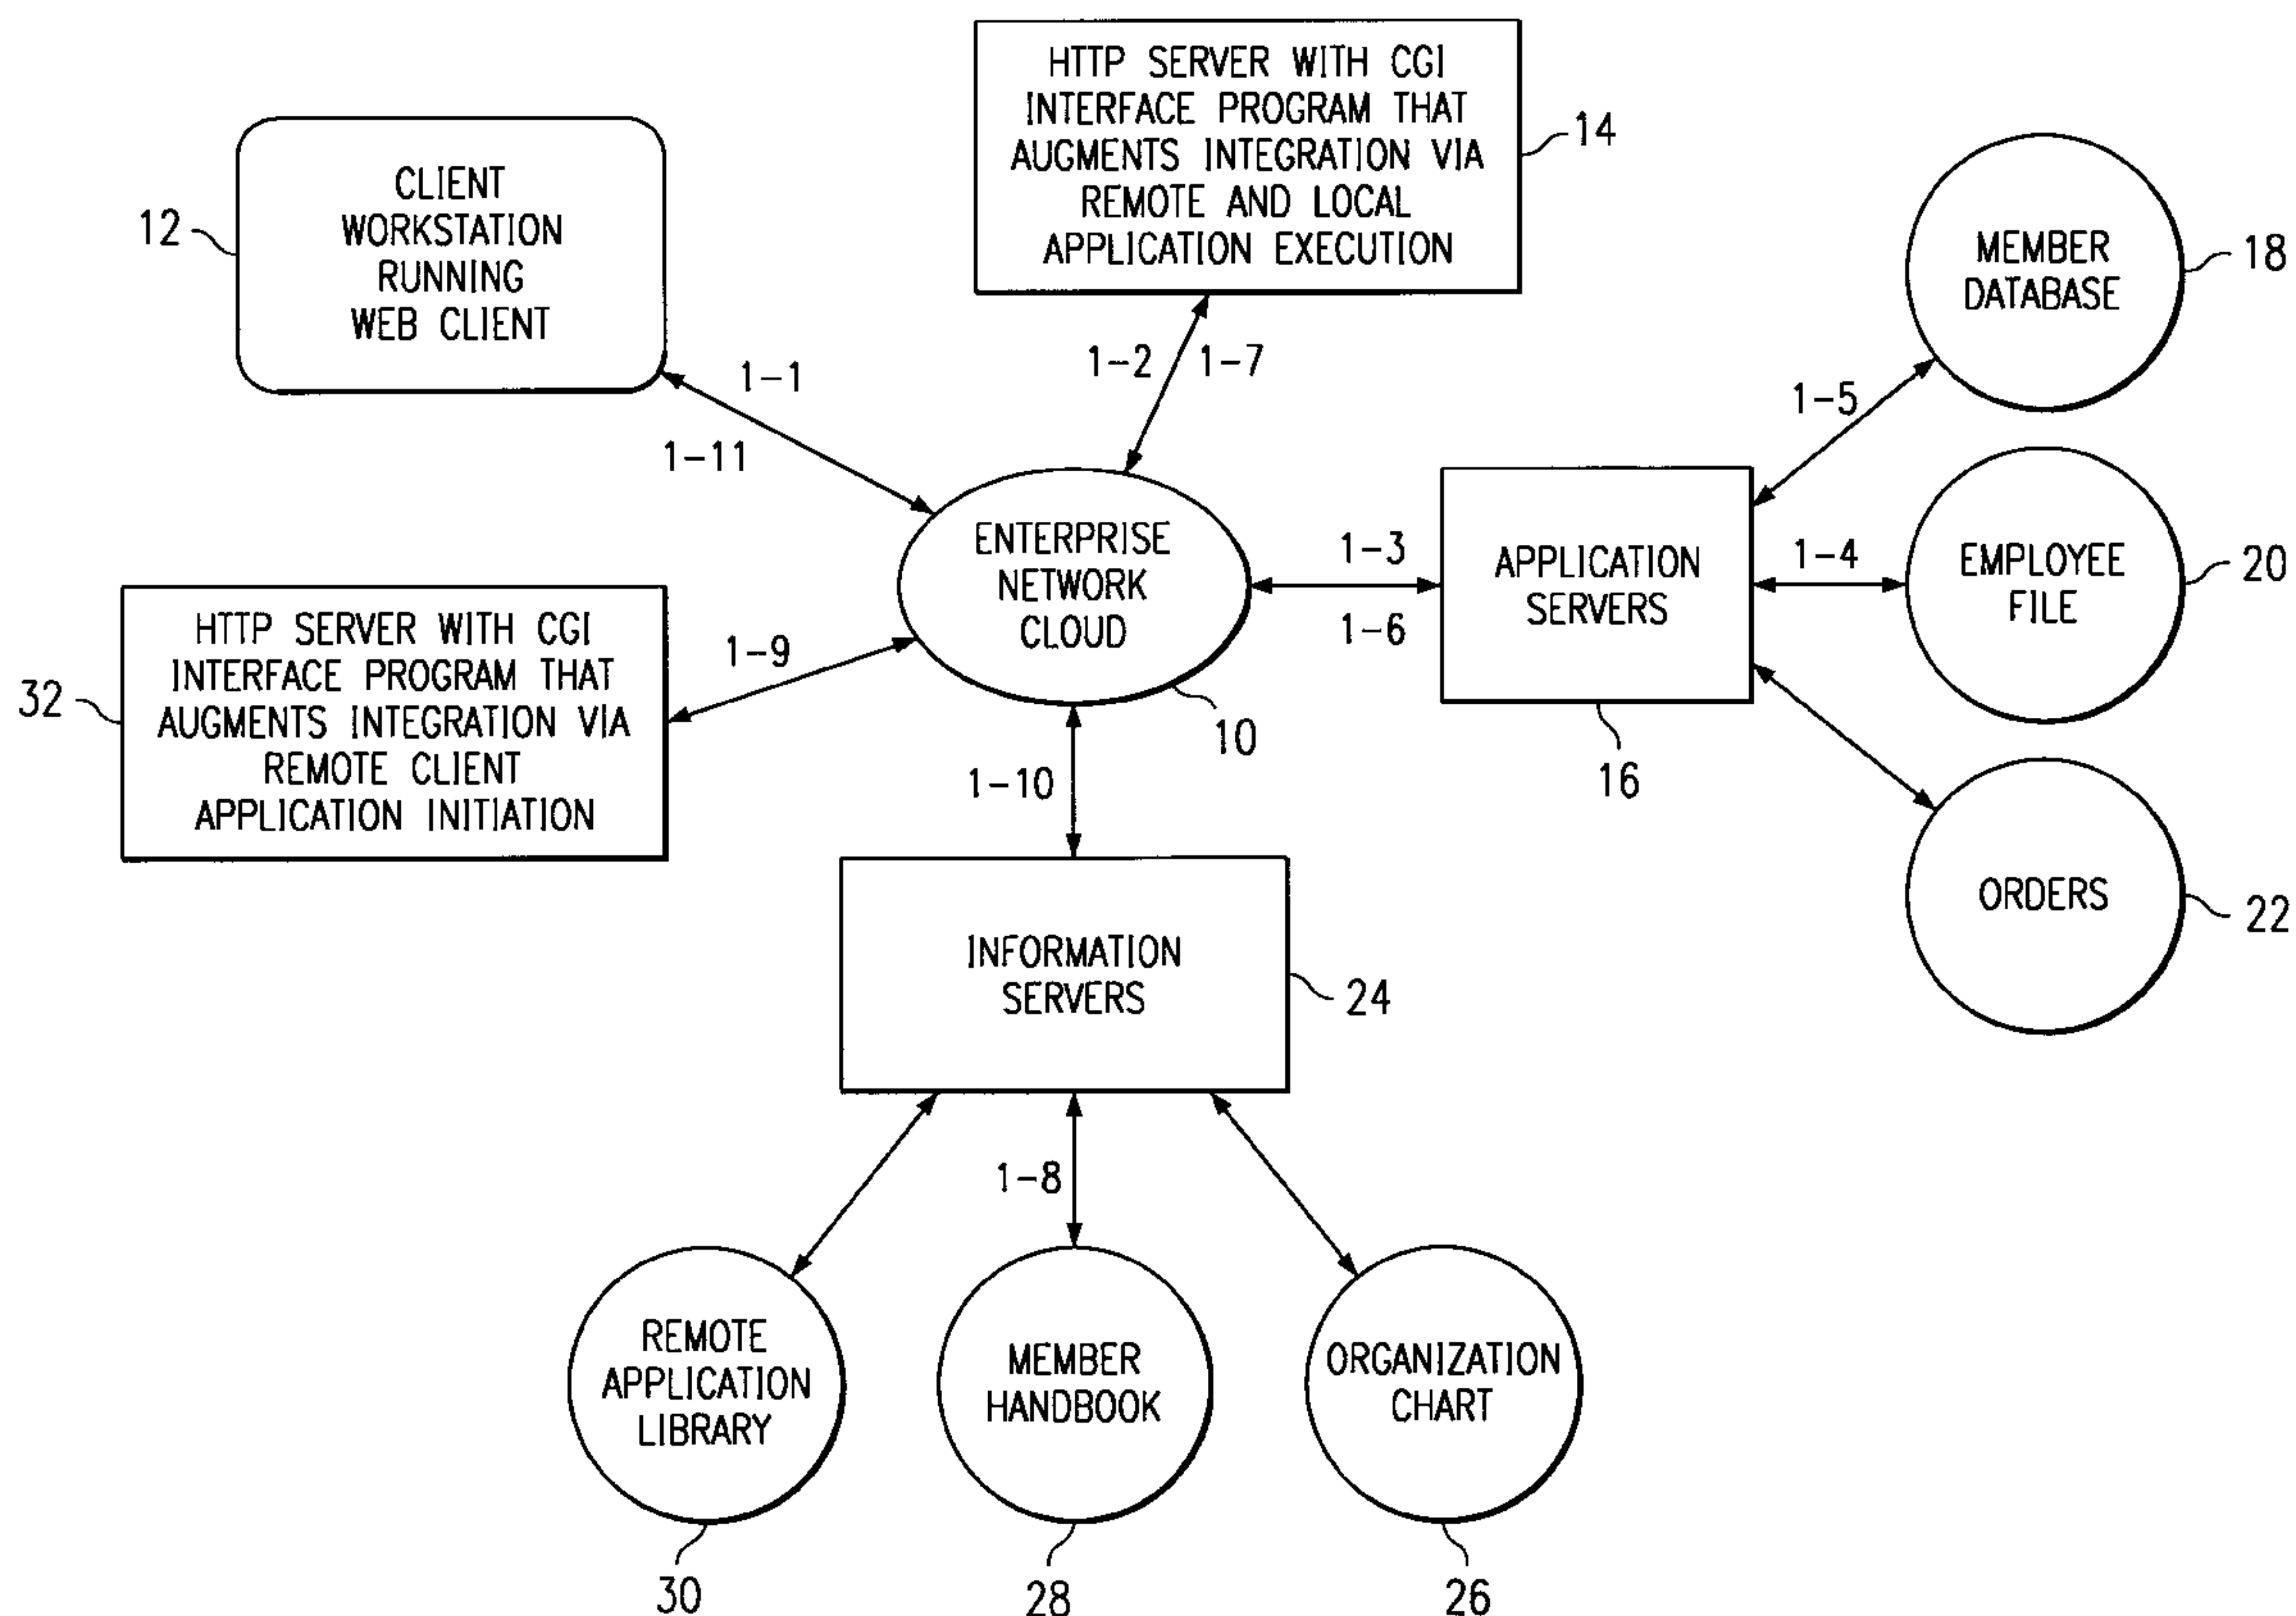 HTTP SERVER WITH CGI
INTERFACE PROGRAM THAT
AUGMENTS INTEGRATION VIA
REMOTE AND LOCAL
APPLICATION EXECUTION
14
CLIENT
WORKSTATION
RUNNING
WEB CLIENT
12
MEMBER
DATABASE
18
1-1
1-11
1-2
1-7
1-5
ENTERPRISE
NETWORK
CLOUD
10
1-3
1-6
APPLICATION
SERVERS
16
1-4
EMPLOYEE
FILE
20
HTTP SERVER WITH CGI
INTERFACE PROGRAM THAT
AUGMENTS INTEGRATION VIA
REMOTE CLIENT
APPLICATION INITIATION
32
1-9
1-10
ORDERS
22
INFORMATION
SERVERS
24
1-8
REMOTE
APPLICATION
LIBRARY
30
MEMBER
HANDBOOK
28
ORGANIZATION
CHART
26